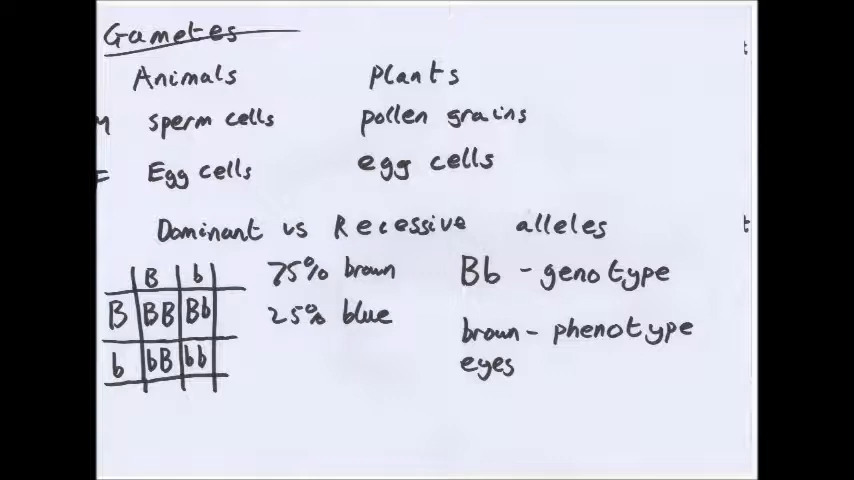 Gametes
Animals Plants
M sperm cells pollen grains
F Egg cells egg cells
Dominant vs Recessive alleles
B b
B BB Bb
b bB bb
75% brown
25% blue
Bb - genotype
brown - phenotype
eyes